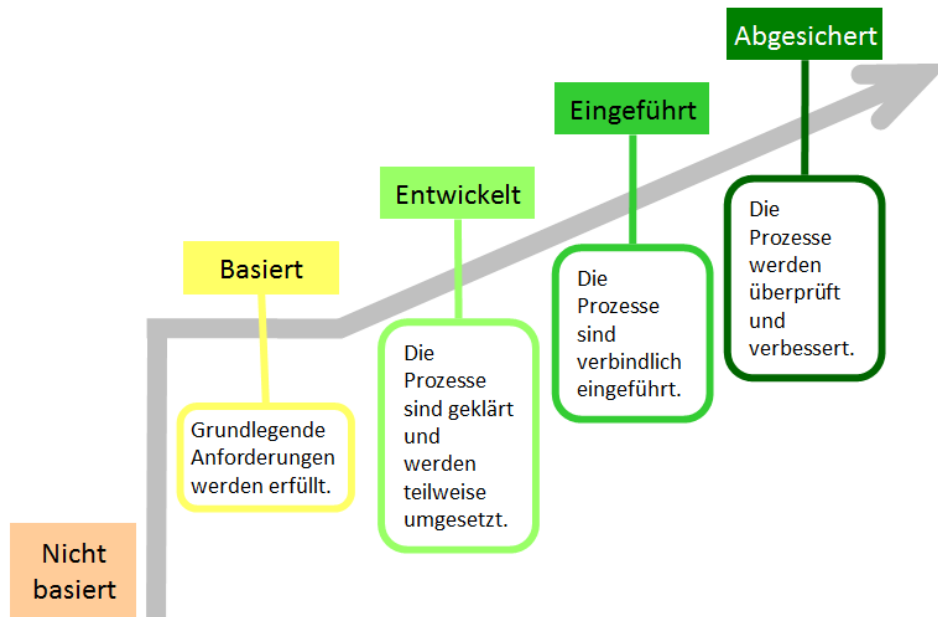 Abgesichert
Eingeführt
Entwickelt
Basiert
Nicht
basiert
Grundlegende
Anforderungen
werden erfüllt.
Die
Prozesse
sind geklärt
und
werden
teilweise
umgesetzt.
Die
Prozesse
sind
verbindlich
eingeführt.
Die
Prozesse
werden
überprüft
und
verbessert.